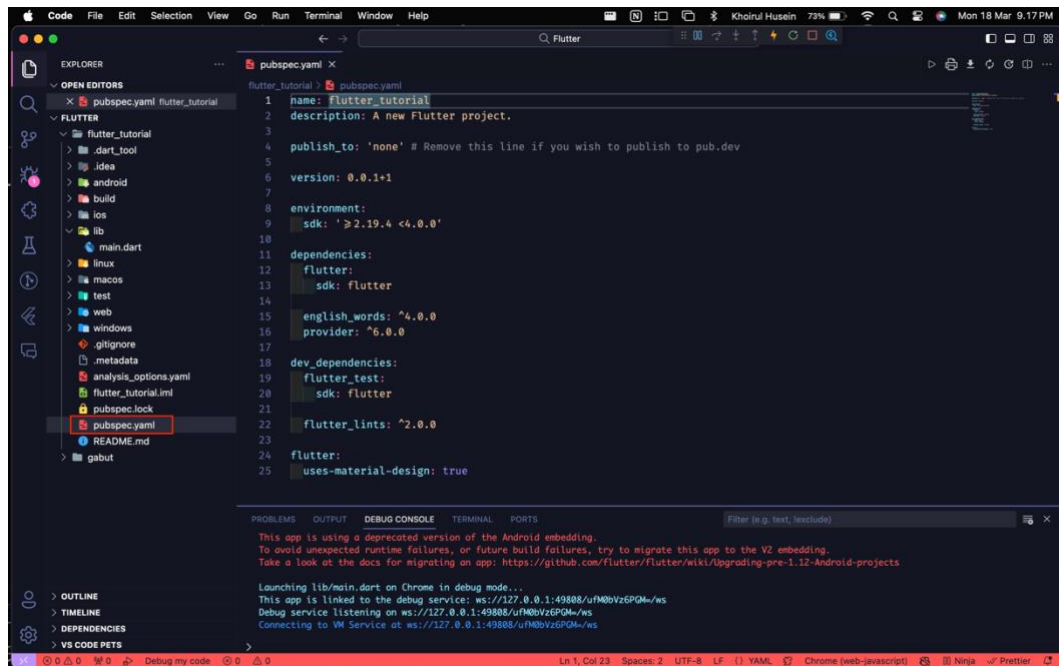 Code File Edit Selection View Go Run Terminal Window Help Khoirul Husein 73% Mon 18 Mar 9.17 PM
Flutter
EXPLORER
OPEN EDITORS
pubspec.yaml flutter_tutorial
FLUTTER
flutter_tutorial
.dart_tool
.idea
android
build
ios
lib
main.dart
linux
macos
test
web
windows
.gitignore
.metadata
analysis_options.yaml
flutter_tutorial.iml
pubspec.lock
pubspec.yaml
README.md
gabut
OUTLINE
TIMELINE
DEPENDENCIES
VS CODE PETS
pubspec.yaml
flutter_tutorial > pubspec.yaml
1 name: flutter_tutorial
2 description: A new Flutter project.
3
4 publish_to: 'none' # Remove this line if you wish to publish to pub.dev
5
6 version: 0.0.1+1
7
8 environment:
9 sdk: '>=2.19.4 <4.0.0'
10
11 dependencies:
12 flutter:
13 sdk: flutter
14
15 english_words: ^4.0.0
16 provider: ^6.0.0
17
18 dev_dependencies:
19 flutter_test:
20 sdk: flutter
21
22 flutter_lints: ^2.0.0
23
24 flutter:
25 uses-material-design: true
PROBLEMS OUTPUT DEBUG CONSOLE TERMINAL PORTS Filter (e.g. text, !exclude)
This app is using a deprecated version of the Android embedding.
To avoid unexpected runtime failures, or future build failures, try to migrate this app to the V2 embedding.
Take a look at the docs for migrating an app: https://github.com/flutter/flutter/wiki/Upgrading-pre-1.12-Android-projects
Launching lib/main.dart on Chrome in debug mode...
This app is linked to the debug service: ws://127.0.0.1:49808/ufM0bVz6PGM=/ws
Debug service listening on ws://127.0.0.1:49808/ufM0bVz6PGM=/ws
Connecting to VM Service at ws://127.0.0.1:49808/ufM0bVz6PGM=/ws
0 0 0 Debug my code 0 0 Ln 1, Col 23 Spaces: 2 UTF-8 LF {} YAML Chrome (web-javascript) Ninja Prettier